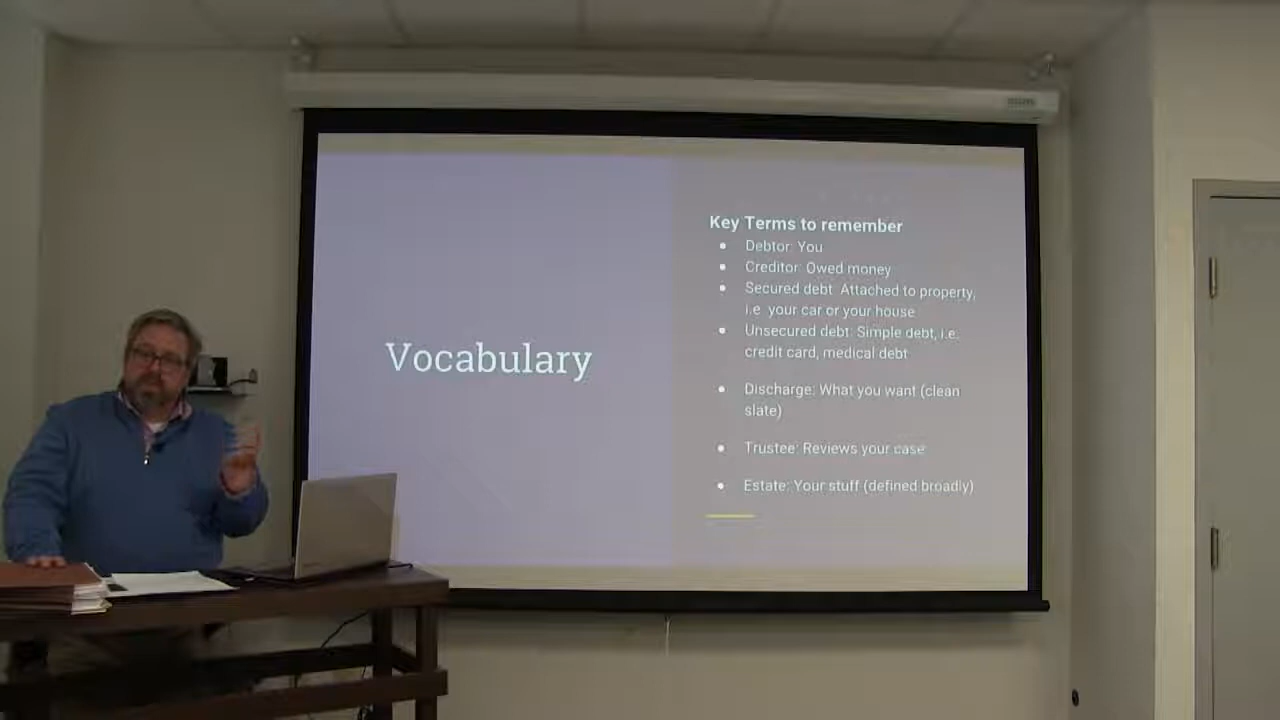 Vocabulary
Key Terms to remember
Debtor: You
Creditor: Owed money
Secured debt: Attached to property,
i.e your car or your house
Unsecured debt: Simple debt, i.e.
credit card, medical debt
Discharge: What you want (clean
slate)
Trustee: Reviews your case
Estate: Your stuff (defined broadly)